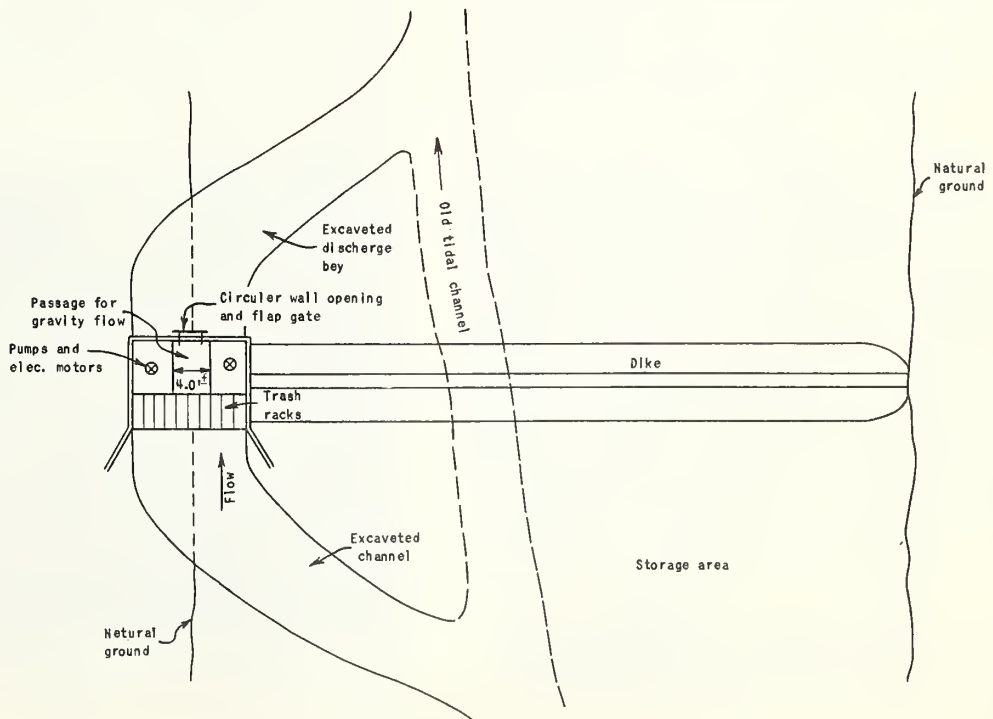 Natural
ground
Old tidal channel
Excaveted
discherge
bey
Circuler wall opening
and flap gate
Passage for
gravity flow
Pumps and
elec. motors
4.0'±
Dike
Trash
racks
Flow
Excaveted
channel
Storage area
Netural
ground